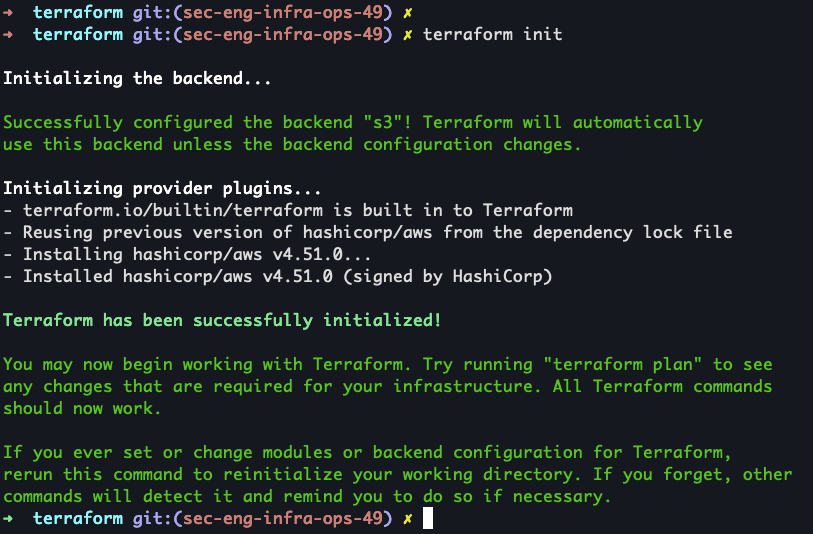 ➜  terraform git:(sec-eng-infra-ops-49) ✗
➜  terraform git:(sec-eng-infra-ops-49) ✗ terraform init
Initializing the backend...
Successfully configured the backend "s3"! Terraform will automatically
use this backend unless the backend configuration changes.
Initializing provider plugins...
- terraform.io/builtin/terraform is built in to Terraform
- Reusing previous version of hashicorp/aws from the dependency lock file
- Installing hashicorp/aws v4.51.0...
- Installed hashicorp/aws v4.51.0 (signed by HashiCorp)
Terraform has been successfully initialized!
You may now begin working with Terraform. Try running "terraform plan" to see
any changes that are required for your infrastructure. All Terraform commands
should now work.
If you ever set or change modules or backend configuration for Terraform,
rerun this command to reinitialize your working directory. If you forget, other
commands will detect it and remind you to do so if necessary.
➜  terraform git:(sec-eng-infra-ops-49) ✗